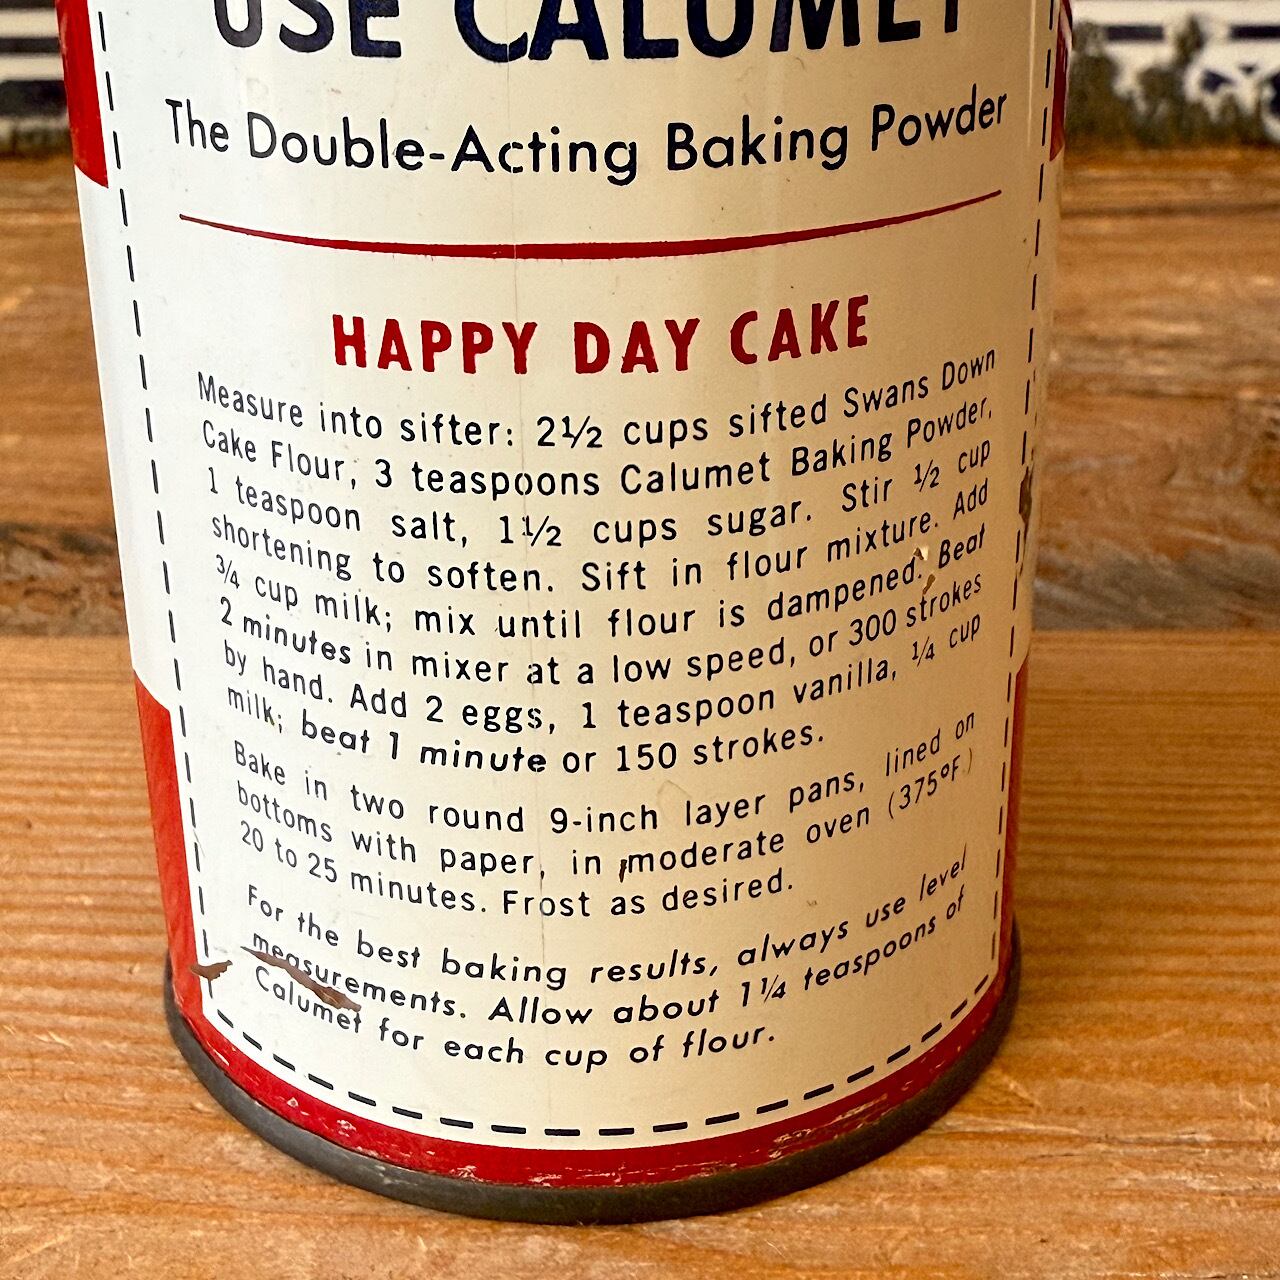 USE CALUMET
The Double-Acting Baking Powder
HAPPY DAY CAKE
Measure into sifter: 2½ cups sifted Swans Down
Cake Flour, 3 teaspoons Calumet Baking Powder,
1 teaspoon salt, 1½ cups sugar. Stir ½ cup
shortening to soften. Sift in flour mixture. Add
¾ cup milk; mix until flour is dampened. Beat
2 minutes in mixer at a low speed, or 300 strokes
by hand. Add 2 eggs, 1 teaspoon vanilla, ¼ cup
milk; beat 1 minute or 150 strokes.
Bake in two round 9-inch layer pans, lined on
bottoms with paper, in moderate oven (375°F.)
20 to 25 minutes. Frost as desired.
For the best baking results, always use level
measurements. Allow about 1¼ teaspoons of
Calumet for each cup of flour.